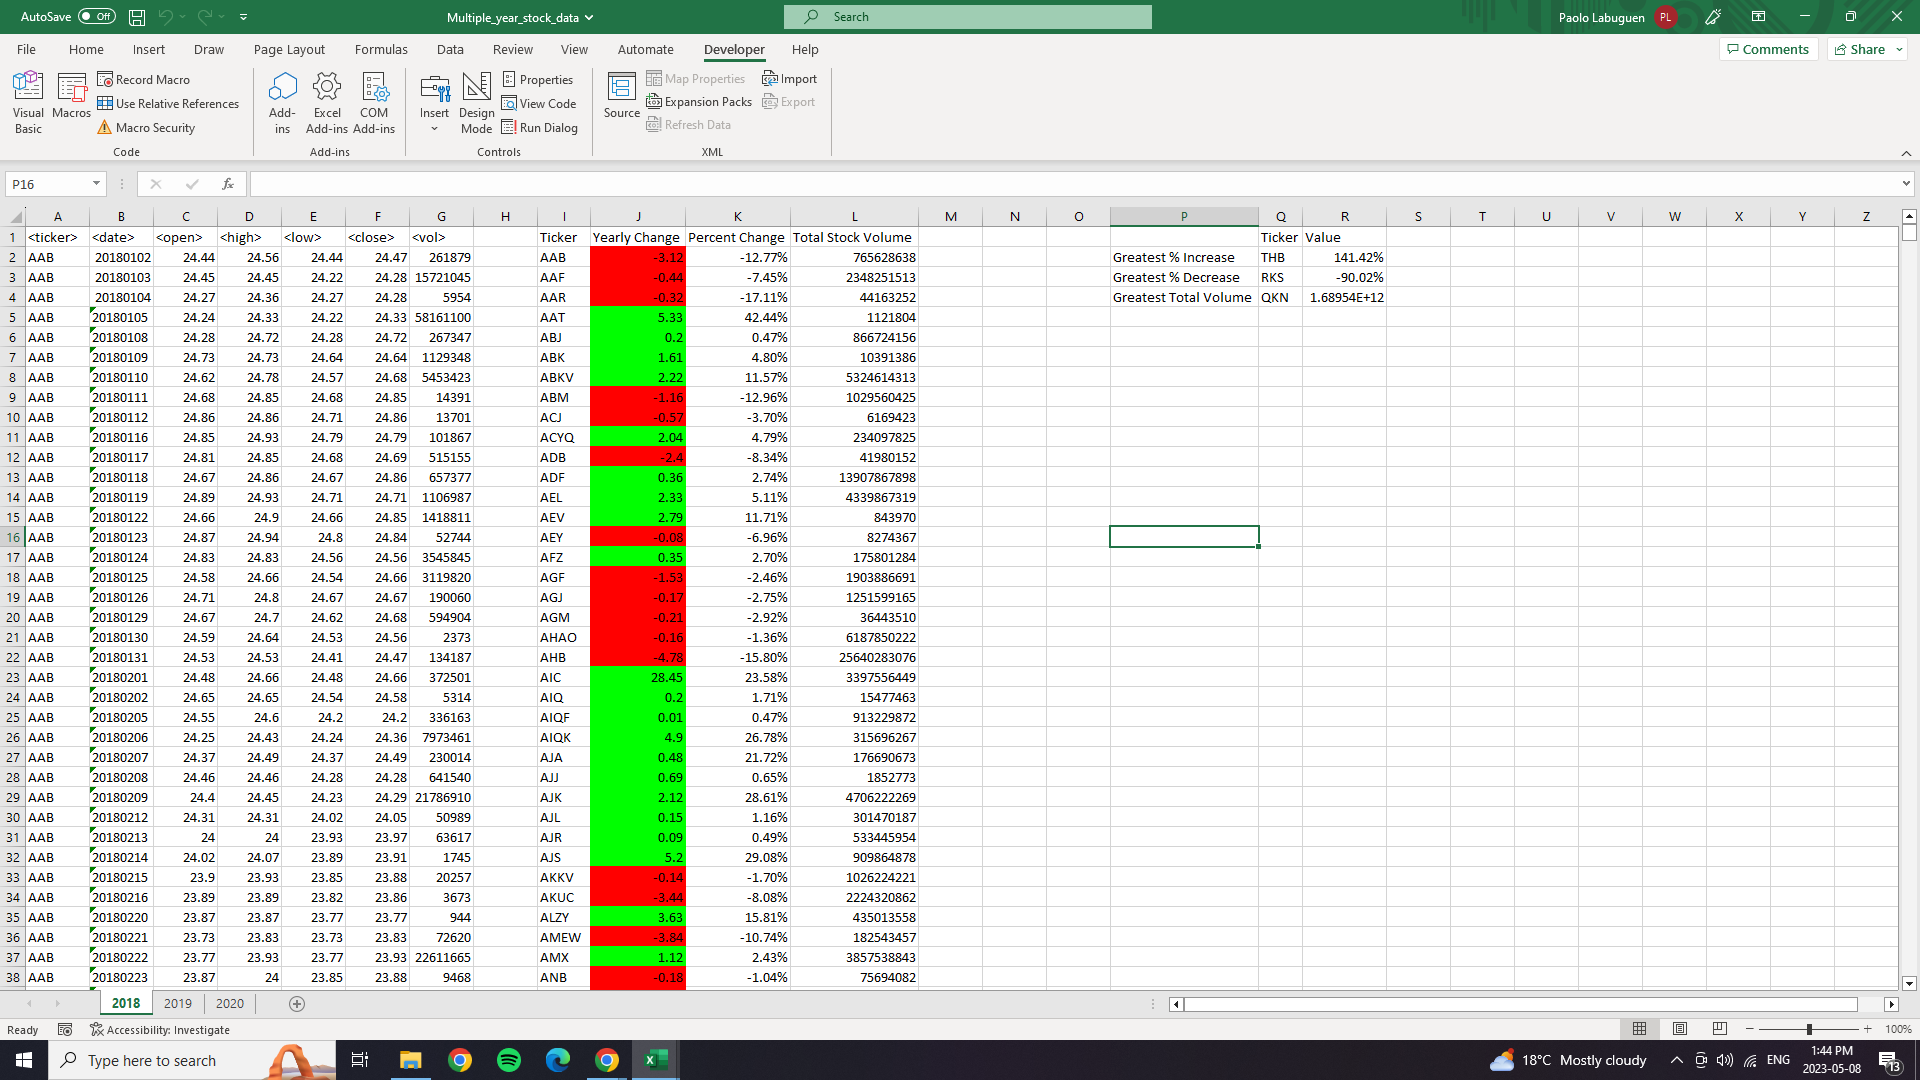 AutoSave Off Multiple_year_stock_data Search Paolo Labuguen PL
File Home Insert Draw Page Layout Formulas Data Review View Automate Developer Help Comments Share
Visual Basic Macros Record Macro Use Relative References Macro Security
Add-ins Excel Add-ins COM Add-ins
Insert Design Mode Properties View Code Run Dialog
Source Map Properties Expansion Packs Refresh Data Import Export
Code Add-ins Controls XML
P16 fx
A B C D E F G H I J K L M N O P Q R S T U V W X Y Z
1 <ticker> <date> <open> <high> <low> <close> <vol> Ticker Yearly Change Percent Change Total Stock Volume Ticker Value
2 AAB 20180102 24.44 24.56 24.44 24.47 261879 AAB -3.12 -12.77% 765628638 Greatest % Increase THB 141.42%
3 AAB 20180103 24.45 24.45 24.22 24.28 15721045 AAF -0.44 -7.45% 2348251513 Greatest % Decrease RKS -90.02%
4 AAB 20180104 24.27 24.36 24.27 24.28 5954 AAR -0.32 -17.11% 44163252 Greatest Total Volume QKN 1.68954E+12
5 AAB 20180105 24.24 24.33 24.22 24.33 58161100 AAT 5.33 42.44% 1121804
6 AAB 20180108 24.28 24.72 24.28 24.72 267347 ABJ 0.2 0.47% 866724156
7 AAB 20180109 24.73 24.73 24.64 24.64 1129348 ABK 1.61 4.80% 10391386
8 AAB 20180110 24.62 24.78 24.57 24.68 5453423 ABKV 2.22 11.57% 5324614313
9 AAB 20180111 24.68 24.85 24.68 24.85 14391 ABM -1.16 -12.96% 1029560425
10 AAB 20180112 24.86 24.86 24.71 24.86 13701 ACJ -0.57 -3.70% 6169423
11 AAB 20180116 24.85 24.93 24.79 24.79 101867 ACYQ 2.04 4.79% 234097825
12 AAB 20180117 24.81 24.85 24.68 24.69 515155 ADB -2.4 -8.34% 41980152
13 AAB 20180118 24.67 24.86 24.67 24.86 657377 ADF 0.36 2.74% 13907867898
14 AAB 20180119 24.89 24.93 24.71 24.71 1106987 AEL 2.33 5.11% 4339867319
15 AAB 20180122 24.66 24.9 24.66 24.85 1418811 AEV 2.79 11.71% 843970
16 AAB 20180123 24.87 24.94 24.8 24.84 52744 AEY -0.08 -6.96% 8274367
17 AAB 20180124 24.83 24.83 24.56 24.56 3545845 AFZ 0.35 2.70% 175801284
18 AAB 20180125 24.58 24.66 24.54 24.66 3119820 AGF -1.53 -2.46% 1903886691
19 AAB 20180126 24.71 24.8 24.67 24.67 190060 AGJ -0.17 -2.75% 1251599165
20 AAB 20180129 24.67 24.7 24.62 24.68 594904 AGM -0.21 -2.92% 36443510
21 AAB 20180130 24.59 24.64 24.53 24.56 2373 AHAO -0.16 -1.36% 6187850222
22 AAB 20180131 24.53 24.53 24.41 24.47 134187 AHB -4.78 -15.80% 25640283076
23 AAB 20180201 24.48 24.66 24.48 24.66 372501 AIC 28.45 23.58% 3397556449
24 AAB 20180202 24.65 24.65 24.54 24.58 5314 AIQ 0.2 1.71% 15477463
25 AAB 20180205 24.55 24.6 24.2 24.2 336163 AIQF 0.01 0.47% 913229872
26 AAB 20180206 24.25 24.43 24.24 24.36 7973461 AIQK 4.9 26.78% 315696267
27 AAB 20180207 24.37 24.49 24.37 24.49 230014 AJA 0.48 21.72% 176690673
28 AAB 20180208 24.46 24.46 24.28 24.28 641540 AJJ 0.69 0.65% 1852773
29 AAB 20180209 24.4 24.45 24.23 24.29 21786910 AJK 2.12 28.61% 4706222269
30 AAB 20180212 24.31 24.31 24.02 24.05 50989 AJL 0.15 1.16% 301470187
31 AAB 20180213 24 24 23.93 23.97 63617 AJR 0.09 0.49% 533445954
32 AAB 20180214 24.02 24.07 23.89 23.91 1745 AJS 5.2 29.08% 909864878
33 AAB 20180215 23.9 23.93 23.85 23.88 20257 AKKV -0.14 -1.70% 1026224221
34 AAB 20180216 23.89 23.89 23.82 23.86 3673 AKUC -3.44 -8.08% 2224320862
35 AAB 20180220 23.87 23.87 23.77 23.77 944 ALZY 3.63 15.81% 435013558
36 AAB 20180221 23.73 23.83 23.73 23.83 72620 AMEW -3.84 -10.74% 182543457
37 AAB 20180222 23.77 23.93 23.77 23.93 22611665 AMX 1.12 2.43% 3857538843
38 AAB 20180223 23.87 24 23.85 23.88 9468 ANB -0.18 -1.04% 75694082
2018 2019 2020
Ready Accessibility: Investigate 100%
Type here to search 18°C Mostly cloudy ENG 1:44 PM
2023-05-08 13